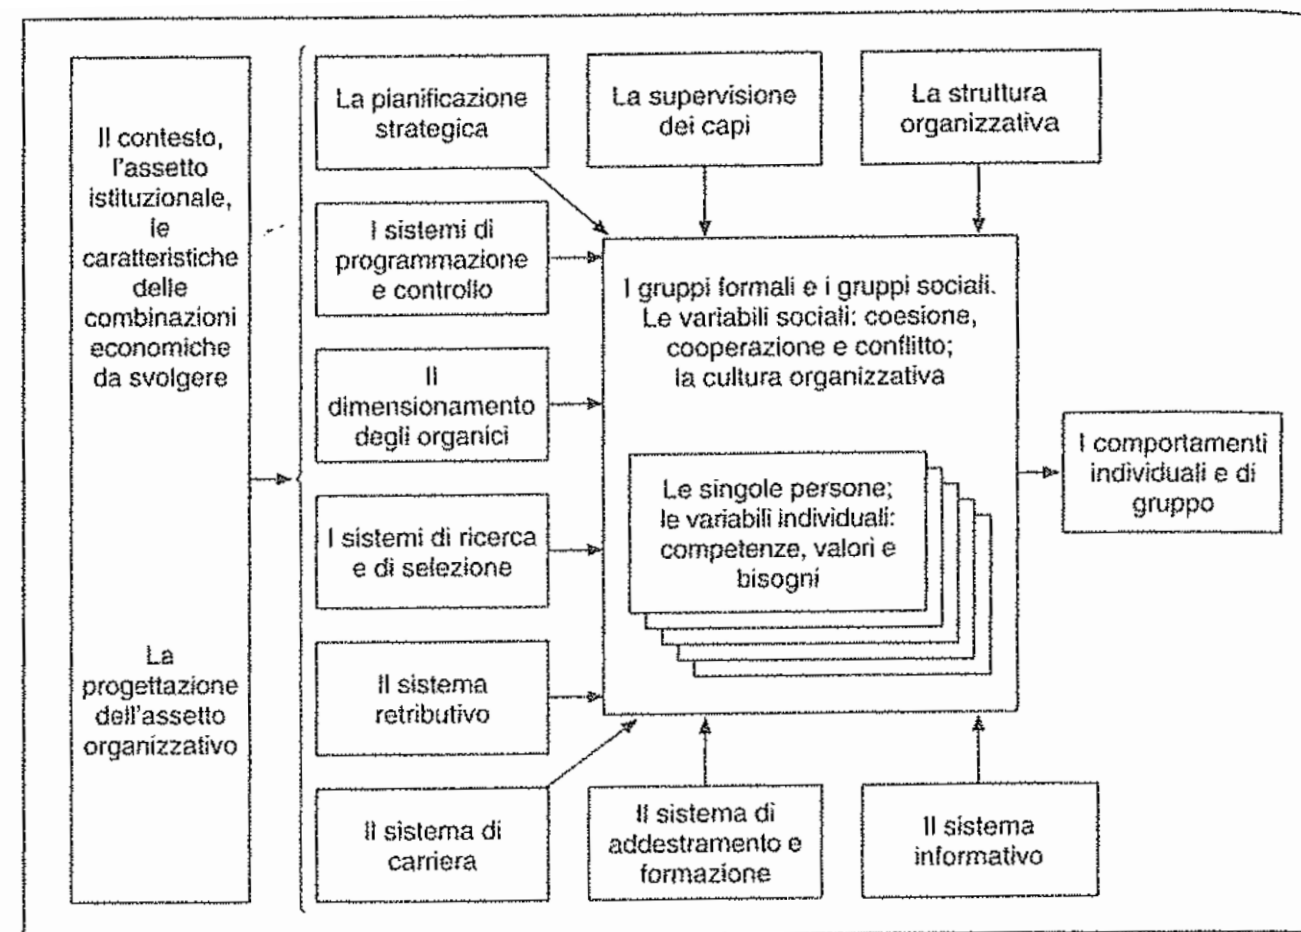 Il contesto,
l'assetto
istituzionale,
le
caratteristiche
delle
combinazioni
economiche
da svolgere
La
progettazione
dell'assetto
organizzativo
La pianificazione
strategica
La supervisione
dei capi
La struttura
organizzativa
I sistemi di
programmazione
e controllo
Il
dimensionamento
degli organici
I sistemi di ricerca
e di selezione
Il sistema
retributivo
Il sistema di
carriera
I gruppi formali e i gruppi sociali.
Le variabili sociali: coesione,
cooperazione e conflitto;
la cultura organizzativa
Le singole persone;
le variabili individuali:
competenze, valori e
bisogni
I comportamenti
individuali e di
gruppo
Il sistema di
addestramento e
formazione
Il sistema
informativo